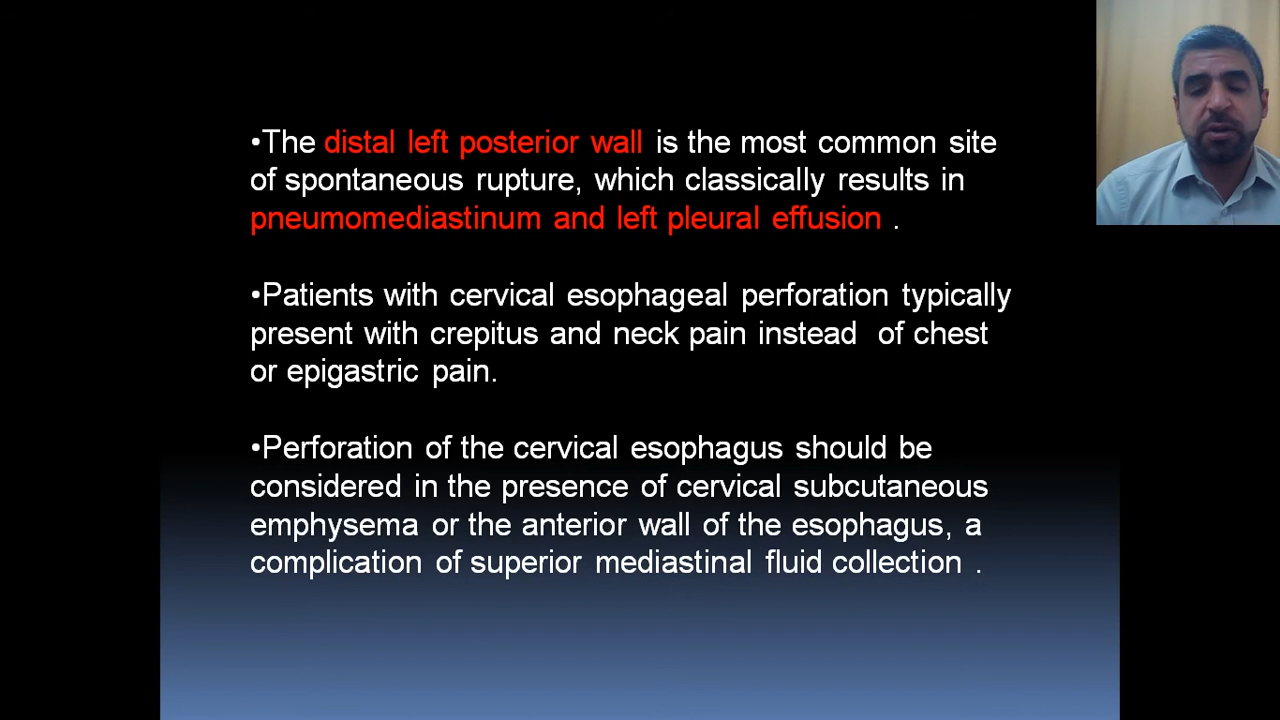 •The distal left posterior wall is the most common site
of spontaneous rupture, which classically results in
pneumomediastinum and left pleural effusion .
•Patients with cervical esophageal perforation typically
present with crepitus and neck pain instead of chest
or epigastric pain.
•Perforation of the cervical esophagus should be
considered in the presence of cervical subcutaneous
emphysema or the anterior wall of the esophagus, a
complication of superior mediastinal fluid collection .